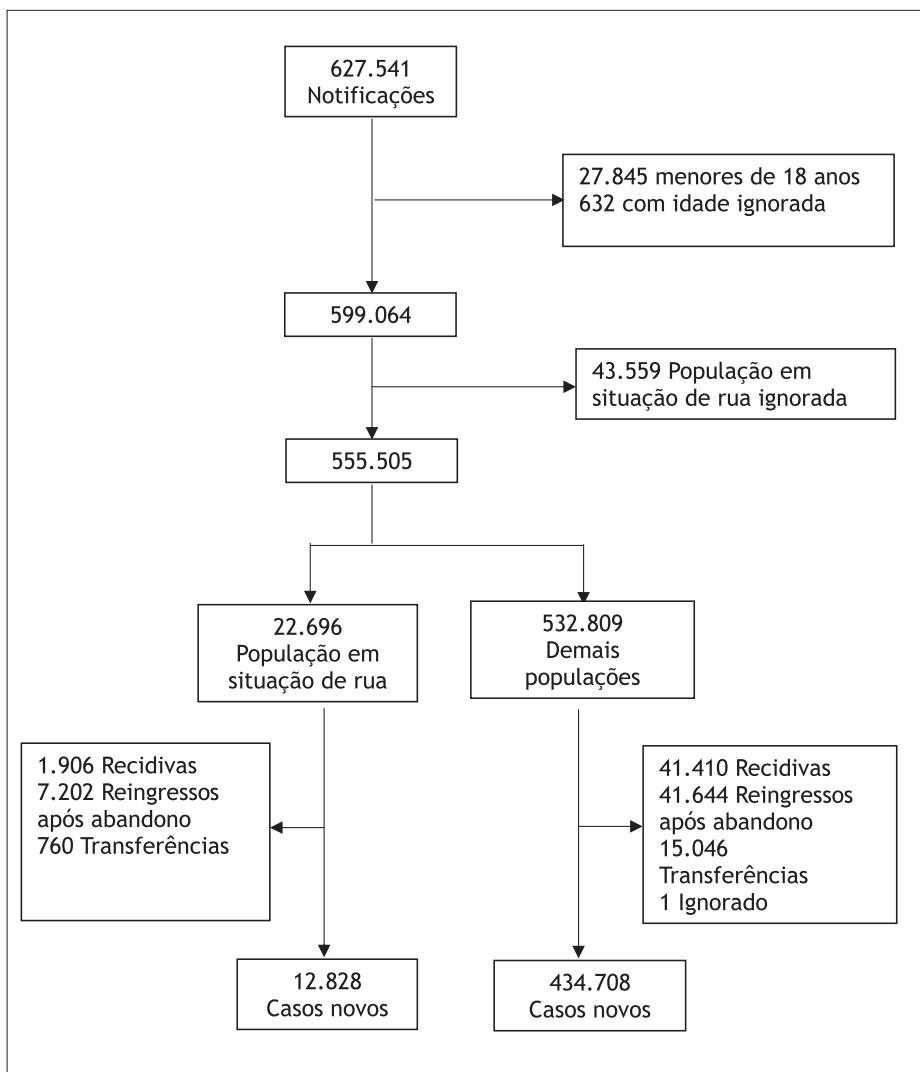 627.541
Notificações
27.845 menores de 18 anos
632 com idade ignorada
599.064
43.559 População em
situação de rua ignorada
555.505
22.696
População em
situação de rua
532.809
Demais
populações
1.906 Recidivas
7.202 Reingressos
após abandono
760 Transferências
41.410 Recidivas
41.644 Reingressos
após abandono
15.046
Transferências
1 Ignorado
12.828
Casos novos
434.708
Casos novos